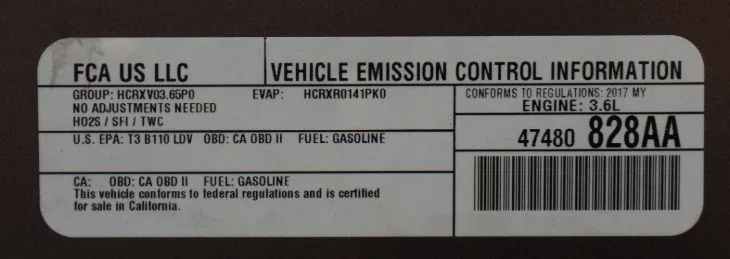 FCA US LLC
VEHICLE EMISSION CONTROL INFORMATION
GROUP: HCRXV03.65P0 EVAP: HCRXR0141PK0
NO ADJUSTMENTS NEEDED
HO2S / SFI / TWC
CONFORMS TO REGULATIONS: 2017 MY
ENGINE: 3.6L
U.S. EPA: T3 B110 LDV OBD: CA OBD II FUEL: GASOLINE
47480 828AA
CA: OBD: CA OBD II FUEL: GASOLINE
This vehicle conforms to federal regulations and is certified
for sale in California.